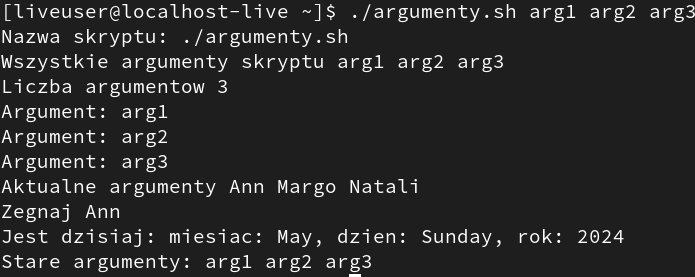 [liveuser@localhost-live ~]$ ./argumenty.sh arg1 arg2 arg3
Nazwa skryptu: ./argumenty.sh
Wszystkie argumenty skryptu arg1 arg2 arg3
Liczba argumentow 3
Argument: arg1
Argument: arg2
Argument: arg3
Aktualne argumenty Ann Margo Natali
Zegnaj Ann
Jest dzisiaj: miesiac: May, dzien: Sunday, rok: 2024
Stare argumenty: arg1 arg2 arg3